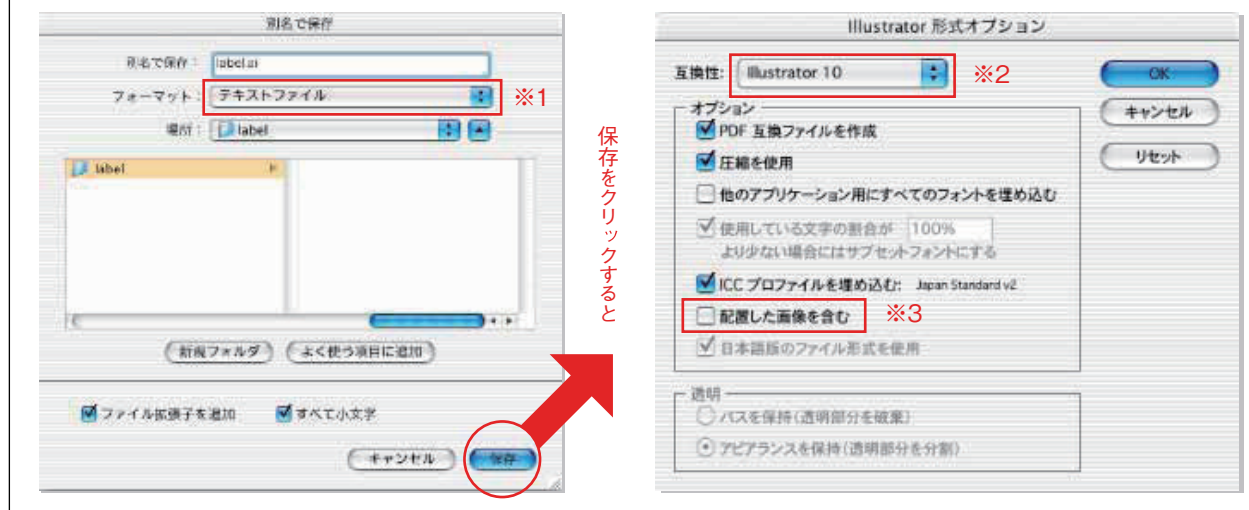 別名で保存
別名で保存： label.ai
フォーマット： テキストファイル ※1
場所： label
label
新規フォルダ よく使う項目に追加
ファイル拡張子を追加 すべて小文字
キャンセル 保存
保存をクリックすると
Illustrator 形式オプション
互換性: Illustrator 10 ※2
OK
キャンセル
リセット
オプション
PDF 互換ファイルを作成
圧縮を使用
他のアプリケーション用にすべてのフォントを埋め込む
使用している文字の割合が 100%
より少ない場合にはサブセットフォントにする
ICC プロファイルを埋め込む: Japan Standard v2
配置した画像を含む ※3
日本語版のファイル形式を使用
透明
パスを保持(透明部分を破棄)
アピアランスを保持(透明部分を分割)